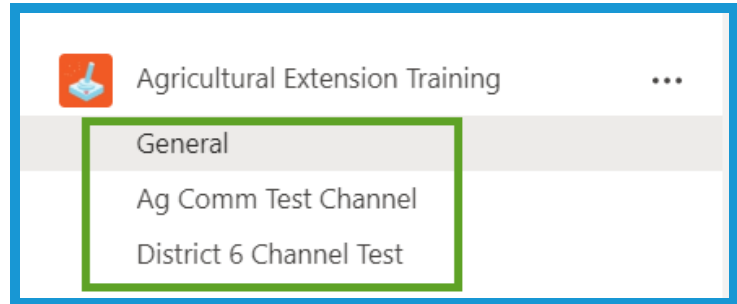 Agricultural Extension Training
General
Ag Comm Test Channel
District 6 Channel Test